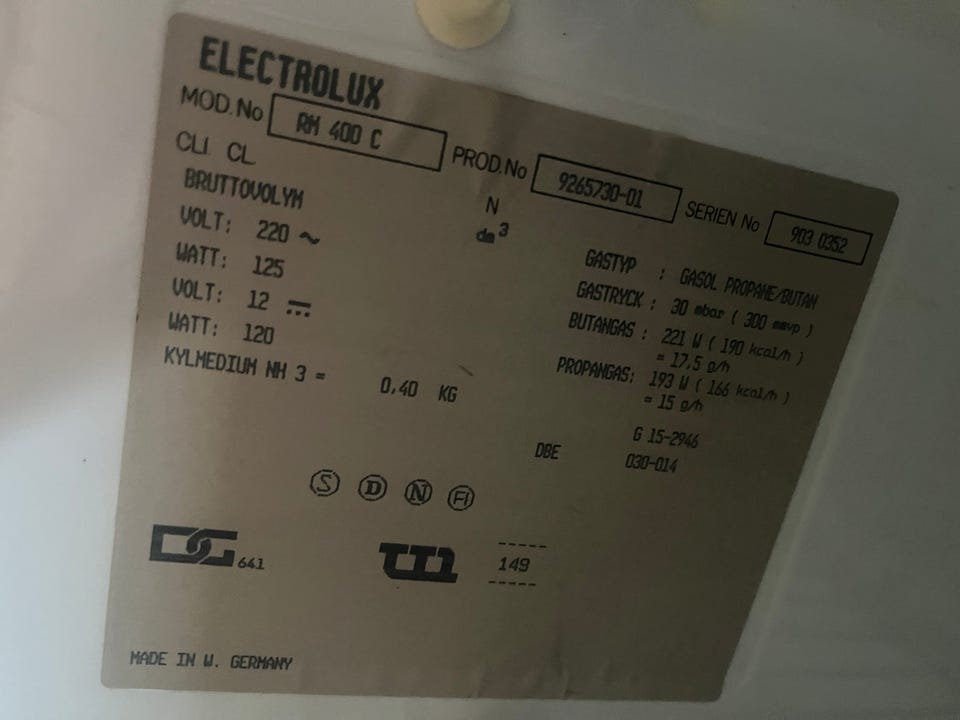 ELECTROLUX
MOD. No RM 400 C PROD. No 9265730-01 SERIEN No 903 0352
CLI. CL N
BRUTTOVOLYM dm³
VOLT: 220 ~
WATT: 125
VOLT: 12 ⎓
WATT: 120
KYLMEDIUM NH 3 = 0,40 KG
GASTYP : GASOL PROPANE/BUTAN
GASTRYCK : 30 mbar ( 300 mmvp )
BUTANGAS : 221 W ( 190 kcal/h )
= 17,5 g/h
PROPANGAS: 193 W ( 166 kcal/h )
= 15 g/h
G 15-2946
DBE 030-014
S D N FI
DG 641
149
MADE IN W. GERMANY